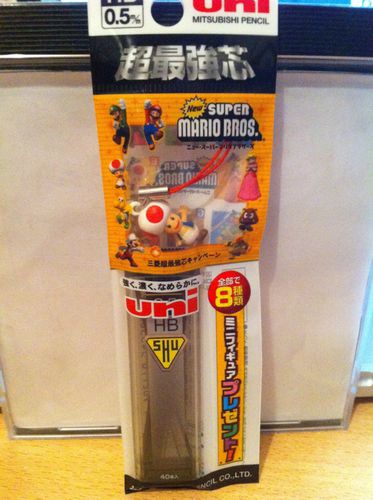 HB
0.5m/m
uni
MITSUBISHI PENCIL
超最強芯
New SUPER
MARIO BROS.
ニュー・スーパーマリオブラザーズ
SUPER
MARIO BROS.
三菱超最強芯キャンペーン
強く、濃く、なめらかに。
uni
HB
SHU
40本入
全部で
8種類
ミニフィギュアプレゼント!
PENCIL CO., LTD.